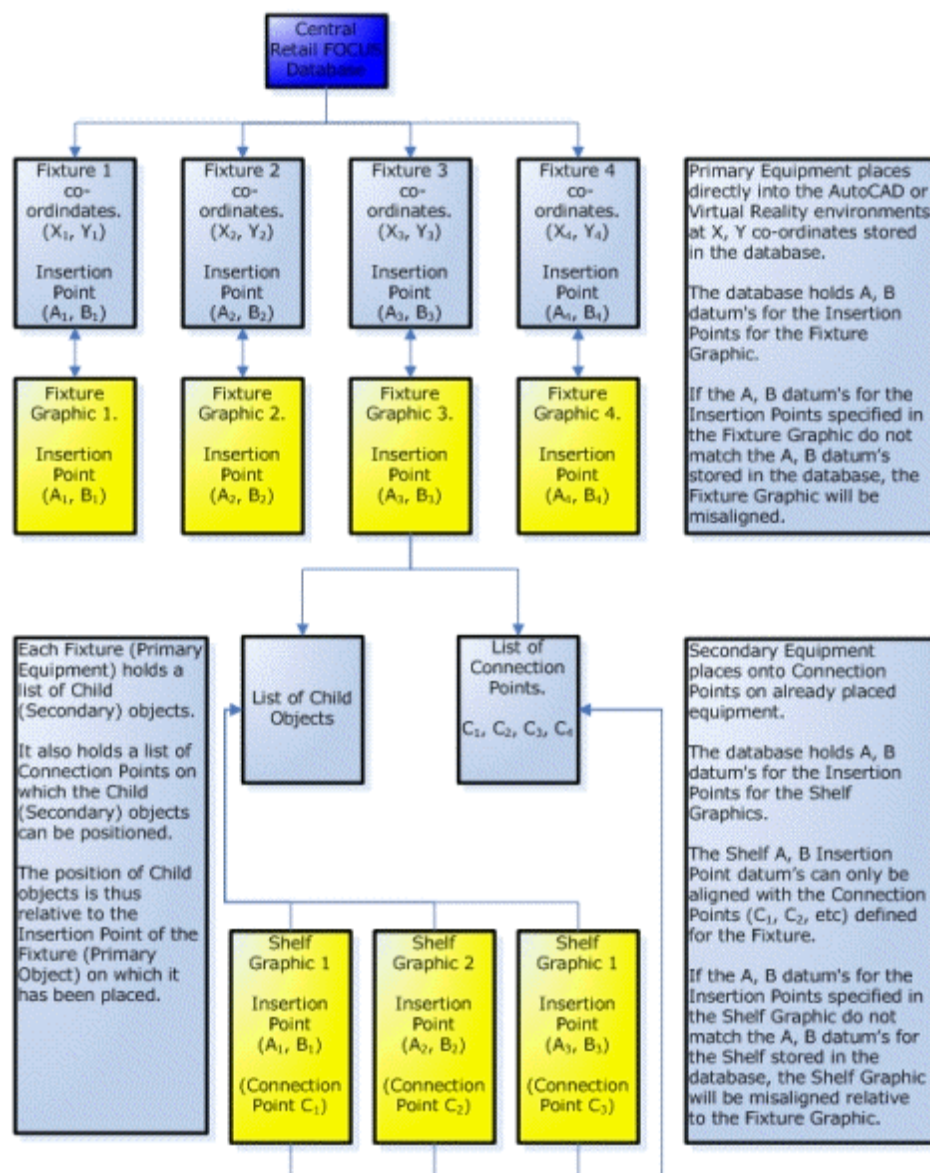 Central
Retail FOCUS
Database
Fixture 1
co-
ordindates.
(X₁, Y₁)
Insertion
Point
(A₁, B₁)
Fixture 2
co-
ordinates.
(X₂, Y₂)
Insertion
Point
(A₂, B₂)
Fixture 3
co-
ordinates.
(X₃, Y₃)
Insertion
Point
(A₃, B₃)
Fixture 4
co-
ordinates.
(X₄, Y₄)
Insertion
Point
(A₄, B₄)
Primary Equipment places
directly into the AutoCAD or
Virtual Reality environments
at X, Y co-ordinates stored
in the database.
The database holds A, B
datum's for the Insertion
Points for the Fixture
Graphic.
If the A, B datum's for the
Insertion Points specified in
the Fixture Graphic do not
match the A, B datum's
stored in the database, the
Fixture Graphic will be
misaligned.
Fixture
Graphic 1.
Insertion
Point
(A₁, B₁)
Fixture
Graphic 2.
Insertion
Point
(A₂, B₂)
Fixture
Graphic 3.
Insertion
Point
(A₃, B₃)
Fixture
Graphic 4.
Insertion
Point
(A₄, B₄)
Each Fixture (Primary
Equipment) holds a
list of Child
(Secondary) objects.
It also holds a list of
Connection Points on
which the Child
(Secondary) objects
can be positioned.
The position of Child
objects is thus
relative to the
Insertion Point of the
Fixture (Primary
Object) on which it
has been placed.
List of Child
Objects
List of
Connection
Points.
C₁, C₂, C₃,
Secondary Equipment
places onto Connection
Points on already placed
equipment.
The database holds A, B
datum's for the Insertion
Points for the Shelf
Graphics.
The Shelf A, B Insertion
Point datum's can only be
aligned with the Connection
Points (C₁, C₂, etc) defined
for the Fixture.
If the A, B datum's for the
Insertion Points specified in
the Shelf Graphic do not
match the A, B datum's for
the Shelf stored in the
database, the Shelf Graphic
will be misaligned relative
to the Fixture Graphic.
Shelf
Graphic 1
Insertion
Point
(A₁, B₁)
(Connection
Point C₁)
Shelf
Graphic 2
Insertion
Point
(A₂, B₂)
(Connection
Point C₂)
Shelf
Graphic 1
Insertion
Point
(A₃, B₃)
(Connection
Point C₃)